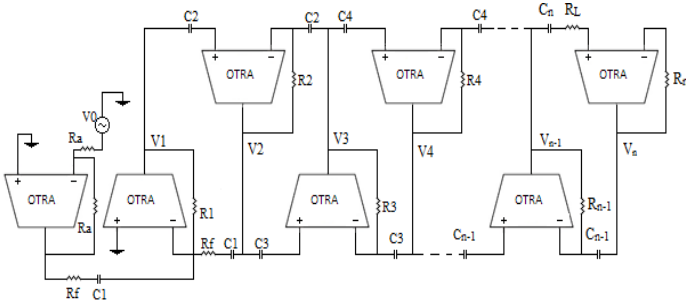 C2 C2 C4 C4 Cn RL
+ - + - + -
OTRA R2 OTRA R4 OTRA
V0
Ra V1 V2 V3 V4 Vn-1 Vn
+ -
OTRA Ra OTRA R1 OTRA R3 OTRA Rn-1
+ - + - + -
Rf C1 C3 C3 Cn-1 Cn-1
Rf C1